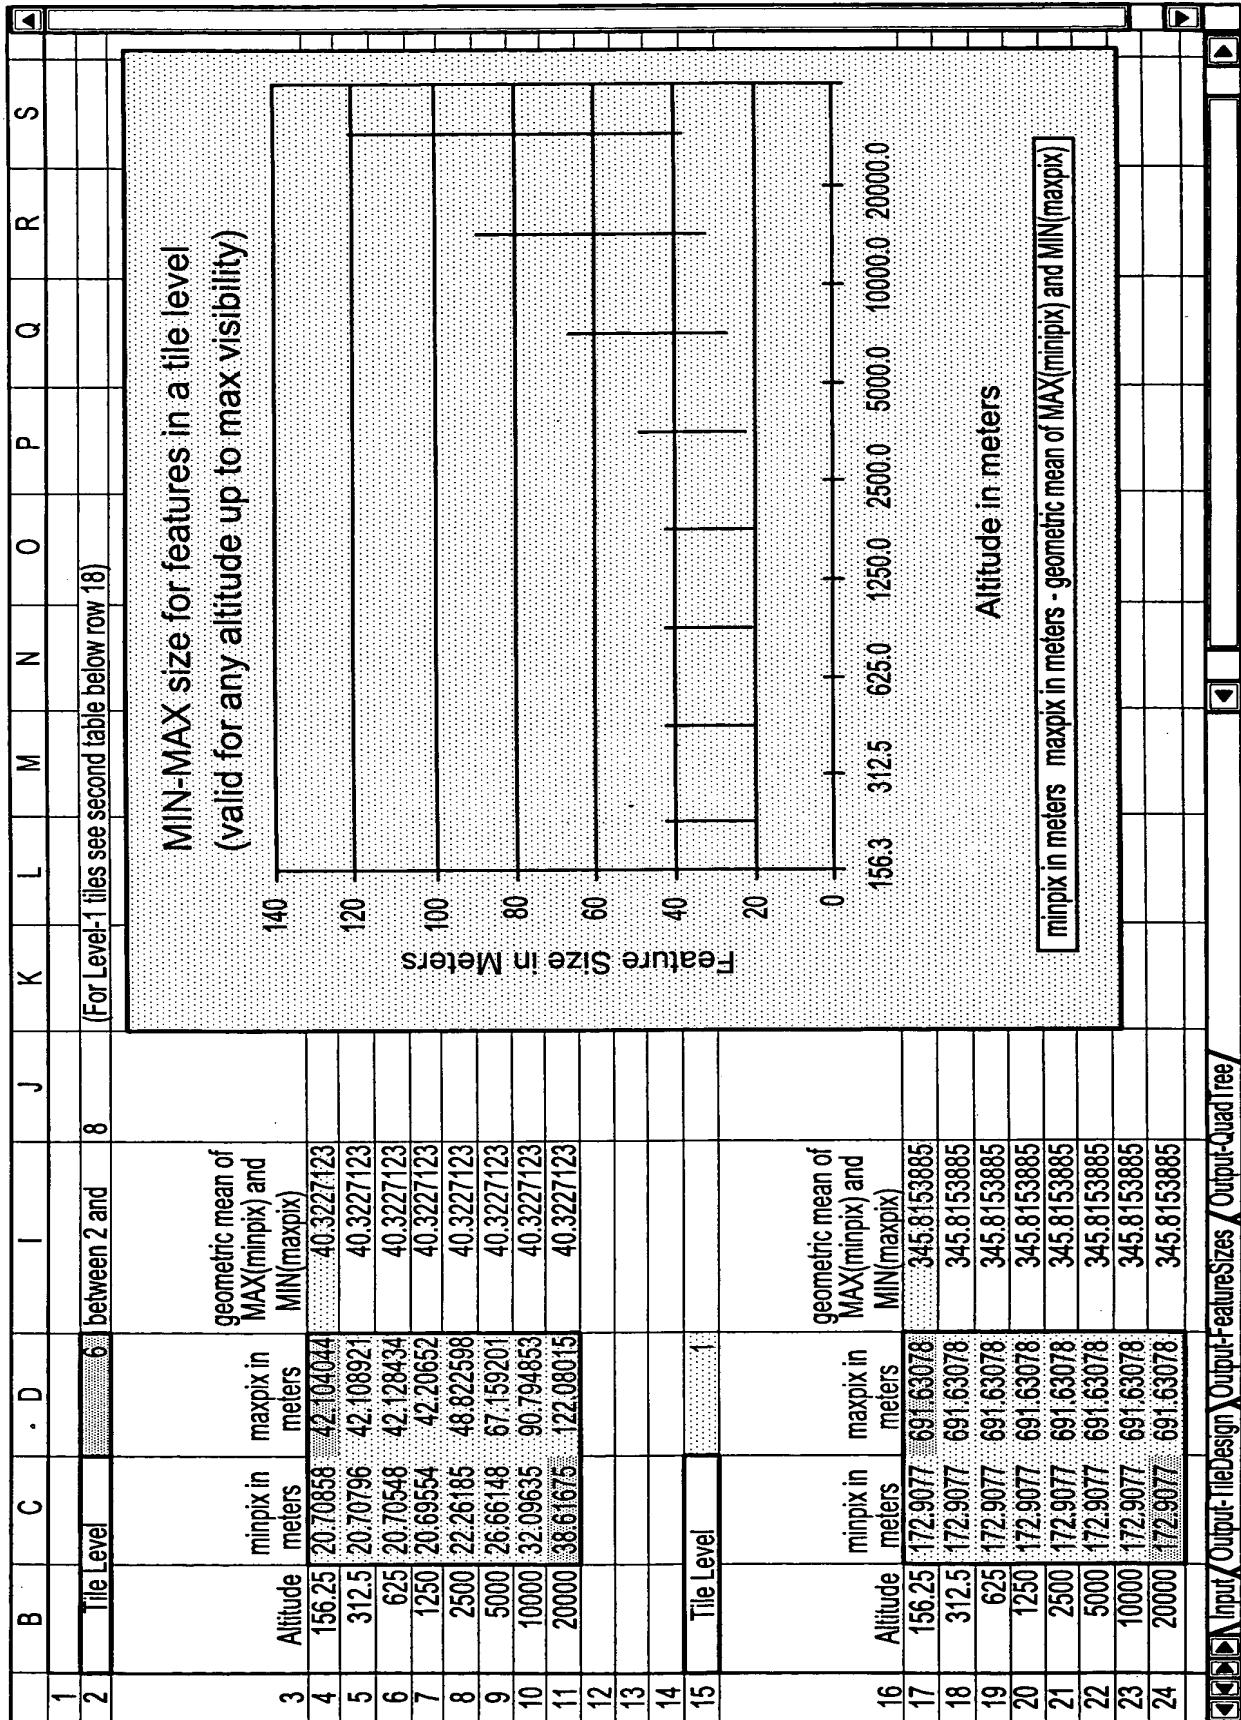 B C D I J K L M N O P Q R S
1
2 Tile Level 6 between 2 and 8 (For Level-1 tiles see second table below row 18)
3 Altitude minpix in meters maxpix in meters geometric mean of MAX(minpix) and MIN(maxpix)
4 156.25 20.70858 42.104044 40.3227123
5 312.5 20.70796 42.108921 40.3227123
6 625 20.70548 42.128434 40.3227123
7 1250 20.69554 42.20652 40.3227123
8 2500 22.26185 48.822598 40.3227123
9 5000 26.66148 67.159201 40.3227123
10 10000 32.09635 90.794853 40.3227123
11 20000 38.61675 122.08015 40.3227123
12
13
14
15 Tile Level 1
16 Altitude minpix in meters maxpix in meters geometric mean of MAX(minpix) and MIN(maxpix)
17 156.25 172.9077 691.63078 345.8153885
18 312.5 172.9077 691.63078 345.8153885
19 625 172.9077 691.63078 345.8153885
20 1250 172.9077 691.63078 345.8153885
21 2500 172.9077 691.63078 345.8153885
22 5000 172.9077 691.63078 345.8153885
23 10000 172.9077 691.63078 345.8153885
24 20000 172.9077 691.63078 345.8153885
MIN-MAX size for features in a tile level
(valid for any altitude up to max visibility)
Feature Size in Meters
140
120
100
80
60
40
20
0
156.3 312.5 625.0 1250.0 2500.0 5000.0 10000.0 20000.0
Altitude in meters
minpix in meters maxpix in meters - geometric mean of MAX(minipix) and MIN(maxpix)
Input Output-TileDesign Output-FeatureSizes Output-QuadTree